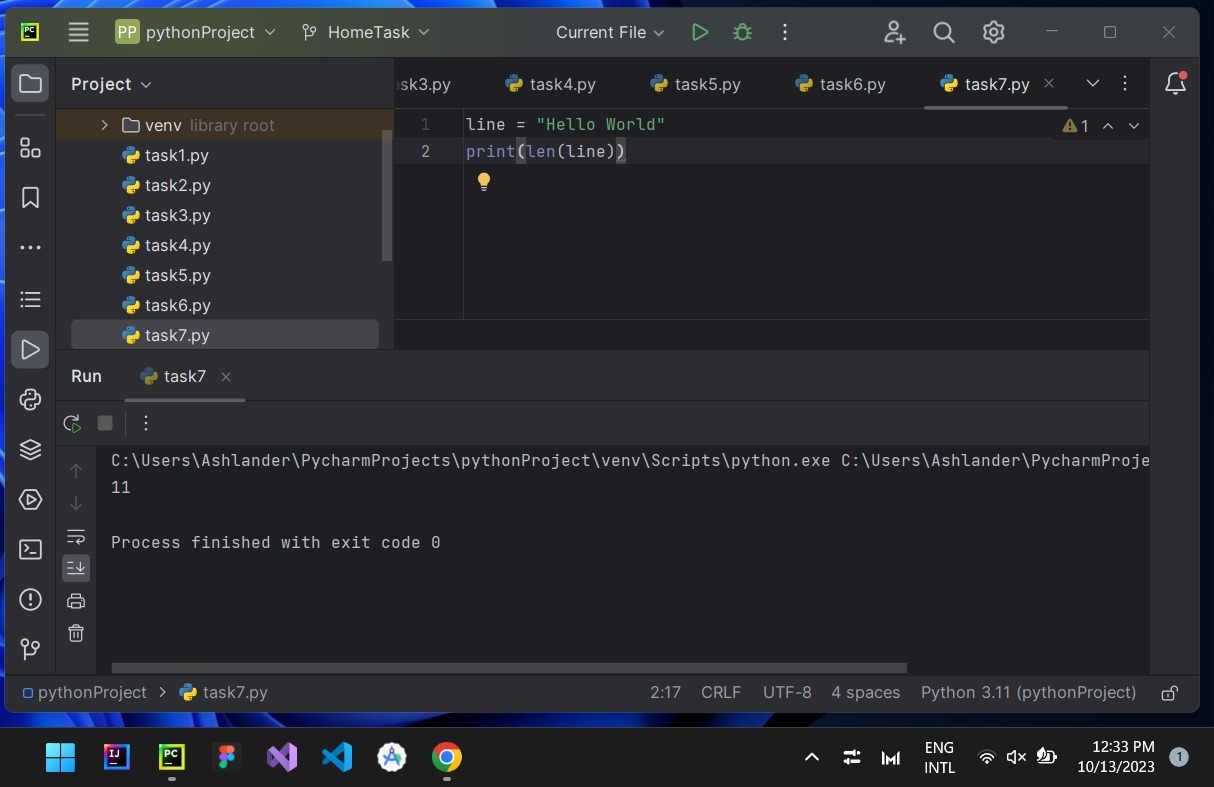 PP pythonProject HomeTask Current File
Project
sk3.py task4.py task5.py task6.py task7.py
venv library root
task1.py
task2.py
task3.py
task4.py
task5.py
task6.py
task7.py
1 line = "Hello World"
2 print(len(line))
1
Run task7
C:\Users\Ashlander\PycharmProjects\pythonProject\venv\Scripts\python.exe C:\Users\Ashlander\PycharmProje
11
Process finished with exit code 0
pythonProject task7.py 2:17 CRLF UTF-8 4 spaces Python 3.11 (pythonProject)
IJ PC
ENG
INTL
12:33 PM
10/13/2023
1